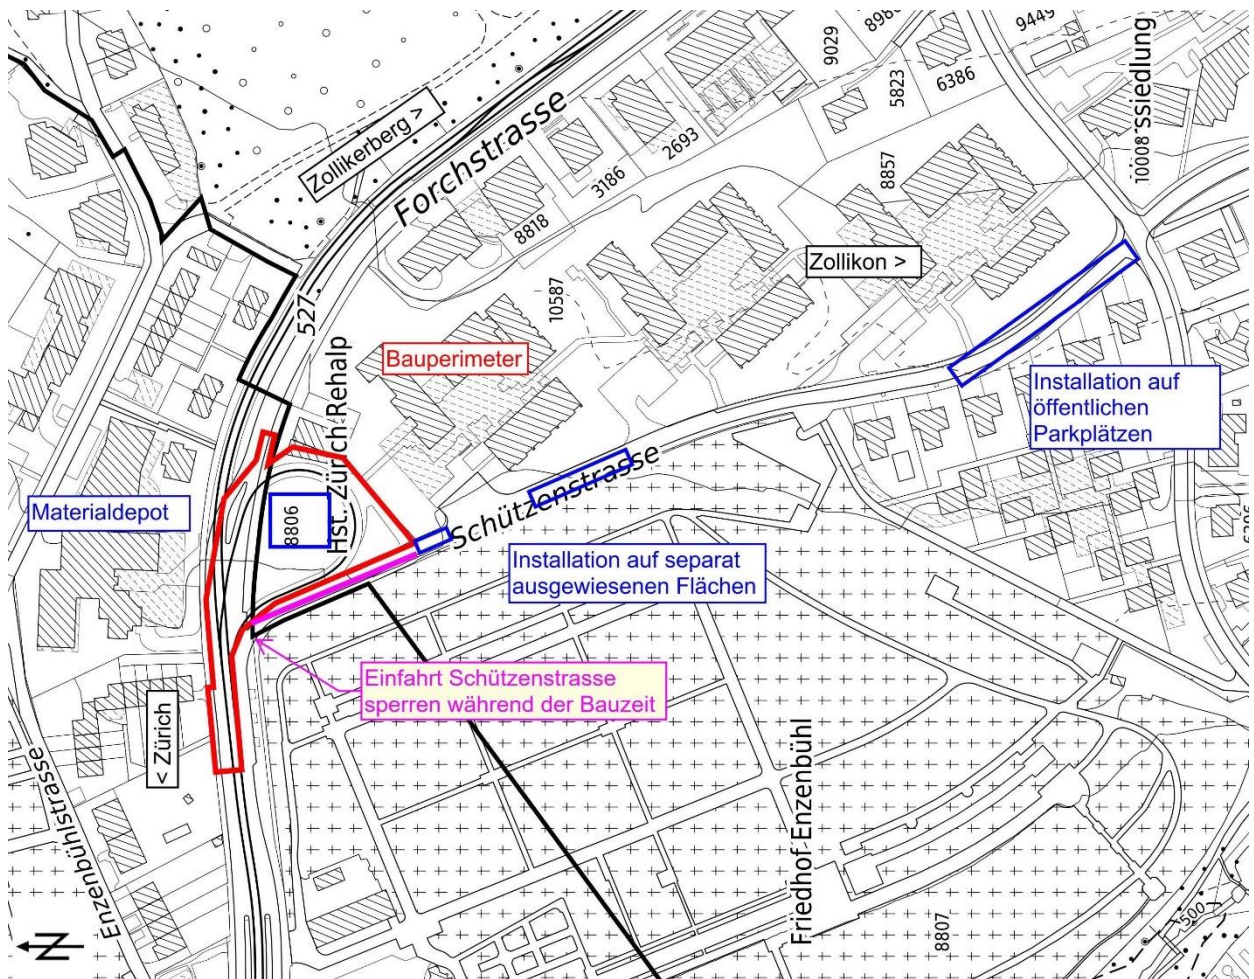 9449
898
9029
5823
6386
ssiedlung
10008
Zollikerberg >
Forchstrasse
2693
3186
8818
8857
Zollikon >
10587
527
Bauperimeter
Hst. Zürich Rehalp
Installation auf
öffentlichen
Parkplätzen
Materialdepot
8806
Schützenstrasse
Installation auf separat
ausgewiesenen Flächen
Einfahrt Schützenstrasse
sperren während der Bauzeit
< Zürich
Enzenbühlstrasse
Friedhof Enzenbühl
8807
500
N